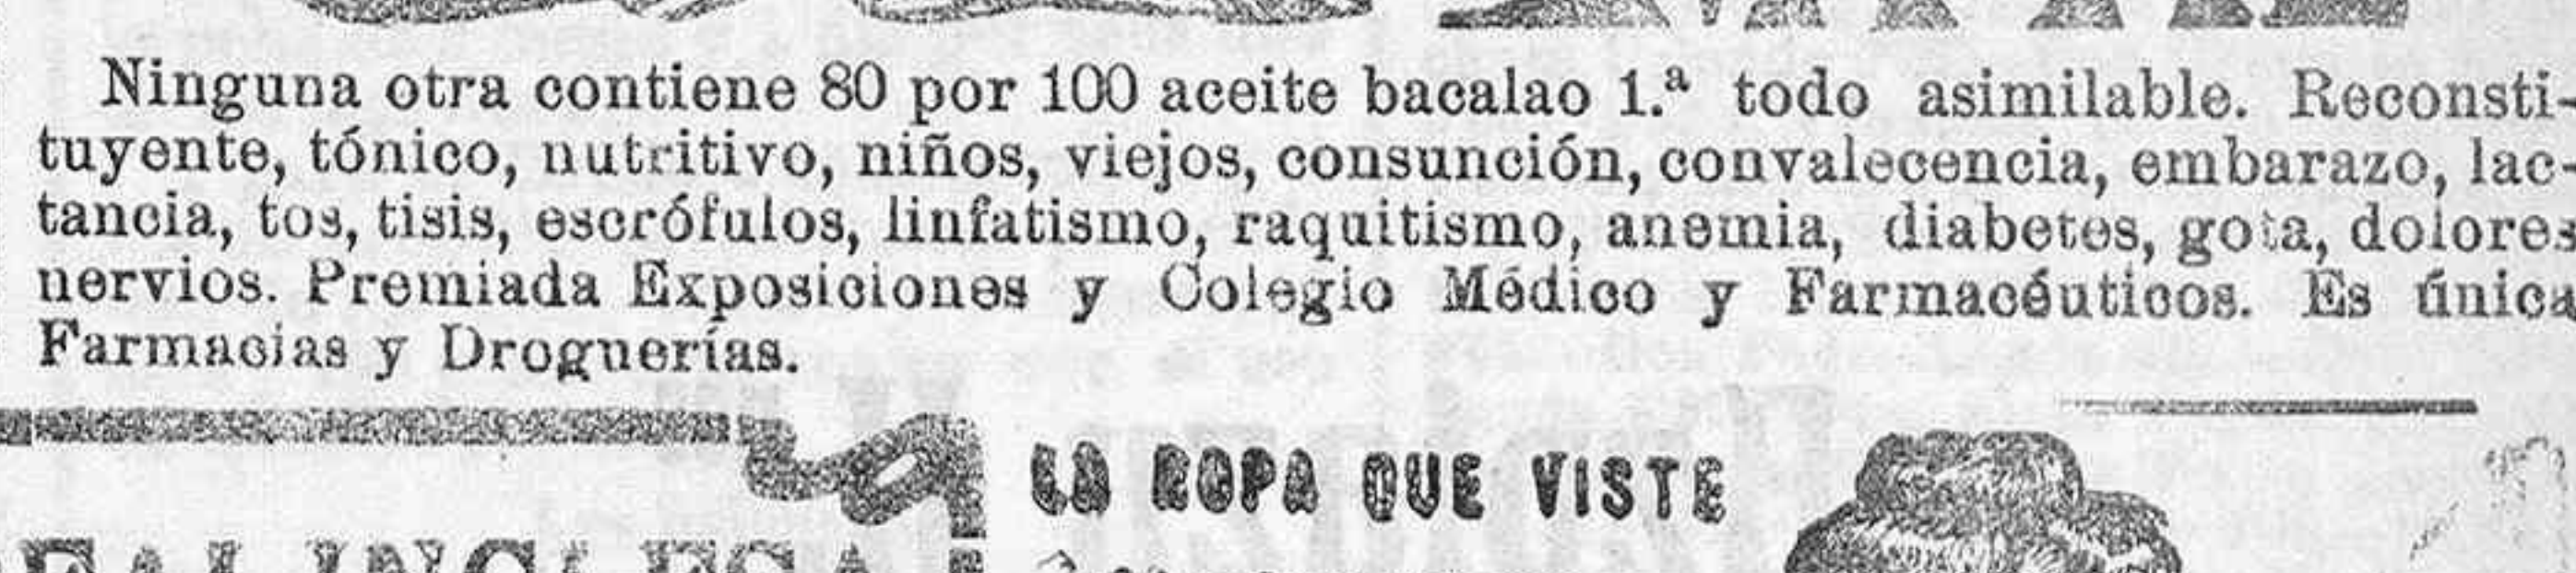 Ninguna otra contiene 80 por 100 aceite bacalao 1.ª todo asimilable. Reconsti-
tuyente, tónico, nutritivo, niños, viejos, consunción, convalecencia, embarazo, lac-
tancia, tos, tisis, escrófulos, linfatismo, raquitismo, anemia, diabetes, gota, dolores
nervios. Premiada Exposiciones y Colegio Médico y Farmacéuticos. Es única
Farmacias y Droguerías.
LA ROPA QUE VISTE
INGLESA